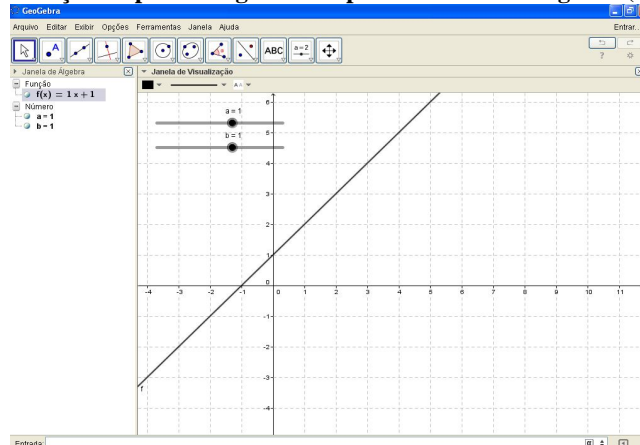 GeoGebra
Arquivo Editar Exibir Opções Ferramentas Janela Ajuda
Entrar...
A
ABC
a=2
Janela de Álgebra
Janela de Visualização
Função
f(x) = 1 x + 1
Número
a = 1
b = 1
AA
a = 1
b = 1
6
5
4
3
2
1
0
-4 -3 -2 -1 0 1 2 3 4 5 6 7 8 9 10 11
-1
-2
-3
-4
f
Entrada:
α